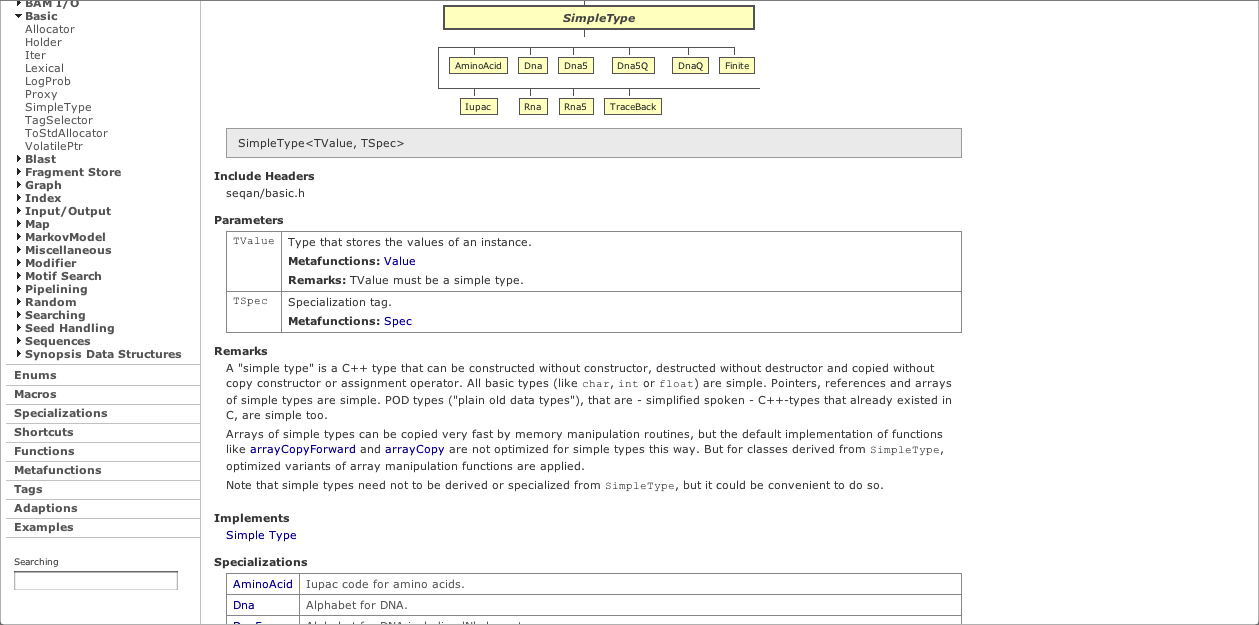 BAM I/O
Basic
Allocator
Holder
Iter
Lexical
LogProb
Proxy
SimpleType
TagSelector
ToStdAllocator
VolatilePtr
Blast
Fragment Store
Graph
Index
Input/Output
Map
MarkovModel
Miscellaneous
Modifier
Motif Search
Pipelining
Random
Searching
Seed Handling
Sequences
Synopsis Data Structures
Enums
Macros
Specializations
Shortcuts
Functions
Metafunctions
Tags
Adaptions
Examples
Searching
SimpleType
AminoAcid Dna Dna5 Dna5Q DnaQ Finite
Iupac Rna Rna5 TraceBack
SimpleType<TValue, TSpec>
Include Headers
seqan/basic.h
Parameters
TValue Type that stores the values of an instance.
Metafunctions: Value
Remarks: TValue must be a simple type.
TSpec Specialization tag.
Metafunctions: Spec
Remarks
A "simple type" is a C++ type that can be constructed without constructor, destructed without destructor and copied without
copy constructor or assignment operator. All basic types (like char, int or float) are simple. Pointers, references and arrays
of simple types are simple. POD types ("plain old data types"), that are - simplified spoken - C++-types that already existed in
C, are simple too.
Arrays of simple types can be copied very fast by memory manipulation routines, but the default implementation of functions
like arrayCopyForward and arrayCopy are not optimized for simple types this way. But for classes derived from SimpleType,
optimized variants of array manipulation functions are applied.
Note that simple types need not to be derived or specialized from SimpleType, but it could be convenient to do so.
Implements
Simple Type
Specializations
AminoAcid Iupac code for amino acids.
Dna Alphabet for DNA.